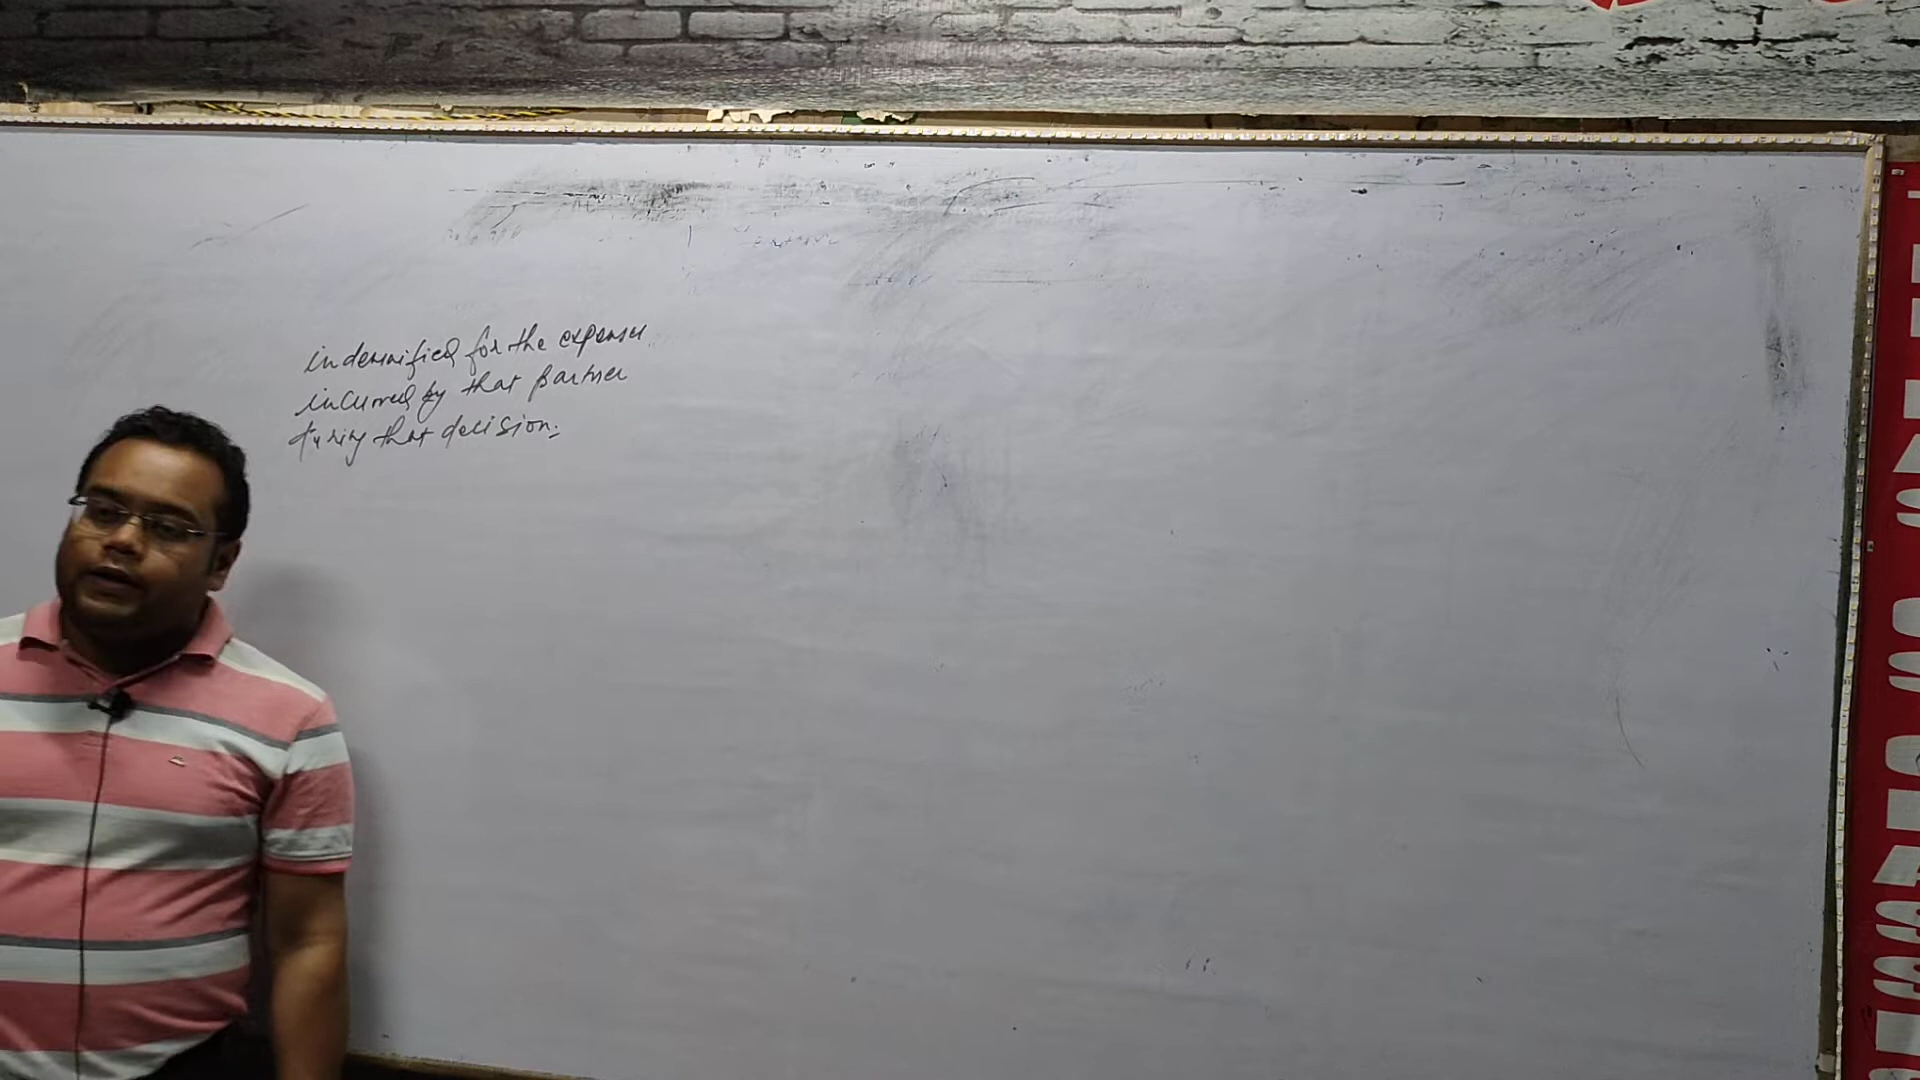 indemnified for the expenses
incurred by that partner
during that decision.